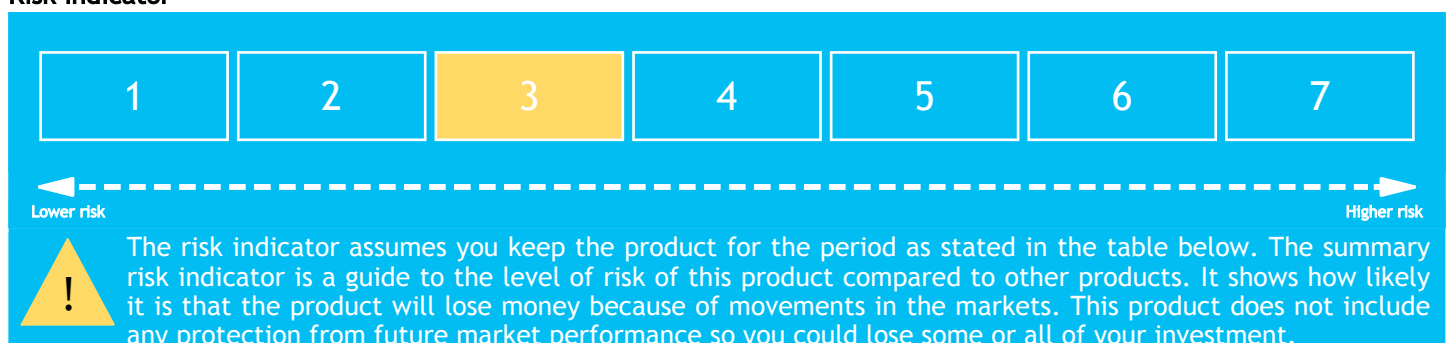 Risk indicator
1 2 3 4 5 6 7
Lower risk Higher risk
The risk indicator assumes you keep the product for the period as stated in the table below. The summary
! risk indicator is a guide to the level of risk of this product compared to other products. It shows how likely
it is that the product will lose money because of movements in the markets. This product does not include
any protection from future market performance so you could lose some or all of your investment.